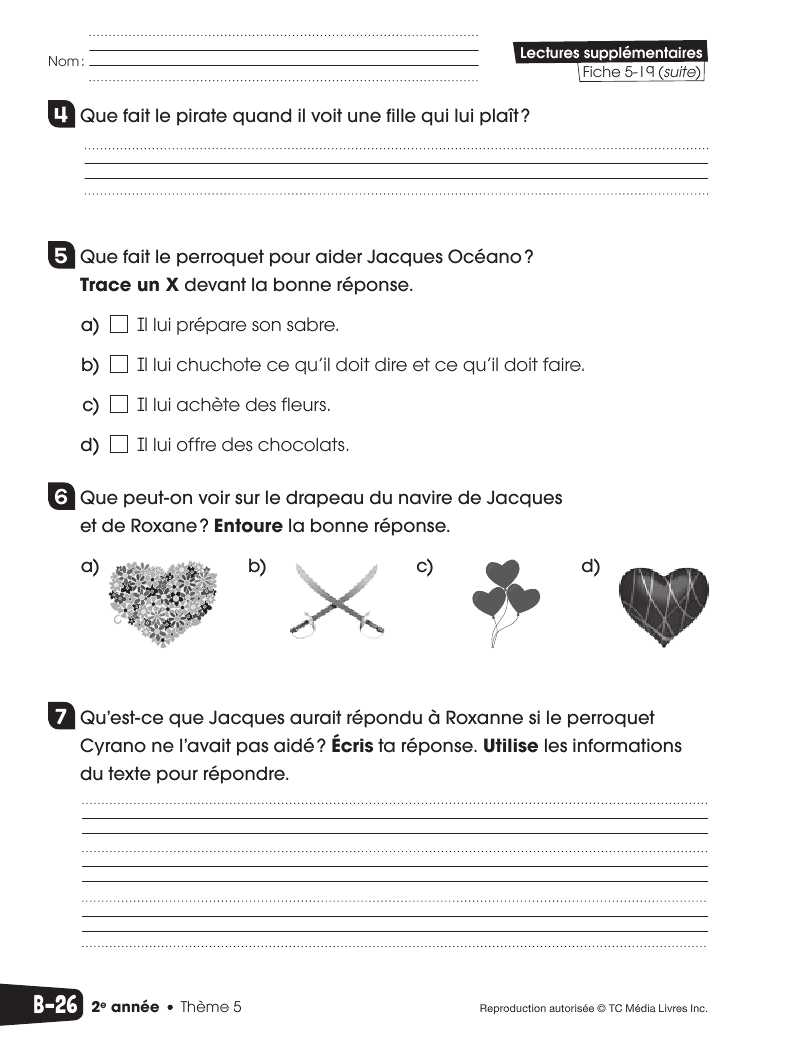 Nom :
Lectures supplémentaires
Fiche 5-19 (suite)
4 Que fait le pirate quand il voit une fille qui lui plaît ?
5 Que fait le perroquet pour aider Jacques Océano ?
Trace un X devant la bonne réponse.
a) Il lui prépare son sabre.
b) Il lui chuchote ce qu’il doit dire et ce qu’il doit faire.
c) Il lui achète des fleurs.
d) Il lui offre des chocolats.
6 Que peut-on voir sur le drapeau du navire de Jacques
et de Roxane ? Entoure la bonne réponse.
a) b) c) d)
7 Qu’est-ce que Jacques aurait répondu à Roxanne si le perroquet
Cyrano ne l’avait pas aidé ? Écris ta réponse. Utilise les informations
du texte pour répondre.
B-26 2e année • Thème 5 Reproduction autorisée © TC Média Livres Inc.